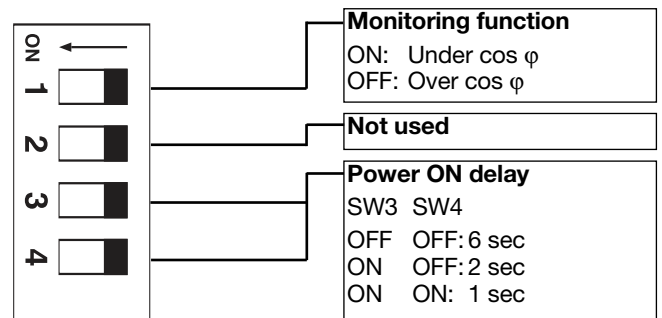 ON
1
2
3
4
Monitoring function
ON: Under cos φ
OFF: Over cos φ
Not used
Power ON delay
SW3 SW4
OFF OFF: 6 sec
ON OFF: 2 sec
ON ON: 1 sec